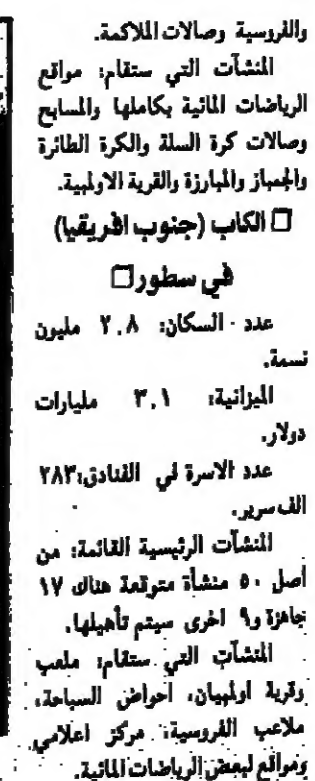 والفروسية وصالات الملاكمة.
المنشآت التي ستقام: مواقع
الرياضات المائية بكاملها والمسابح
وصالات كرة السلة والكرة الطائرة
والجمباز والمبارزة والقرية الاولمبية.
□ الكاب (جنوب افريقيا)
في سطور □
عدد السكان: ٢.٨ مليون
نسمة.
الميزانية: ٣.١ مليارات
دولار.
عدد الاسرة في الفنادق: ٢٨٣
الف سرير.
المنشآت الرئيسية القائمة: من
أصل ٥٠ منشأة متوقعة هناك ١٧
جاهزة و٩ اخرى سيتم تأهيلها.
المنشآت التي ستقام: ملعب
وقرية اولمبيان، احواض السباحة،
ملاعب الفروسية، مركز اعلامي
ومواقع لبعض الرياضات المائية.